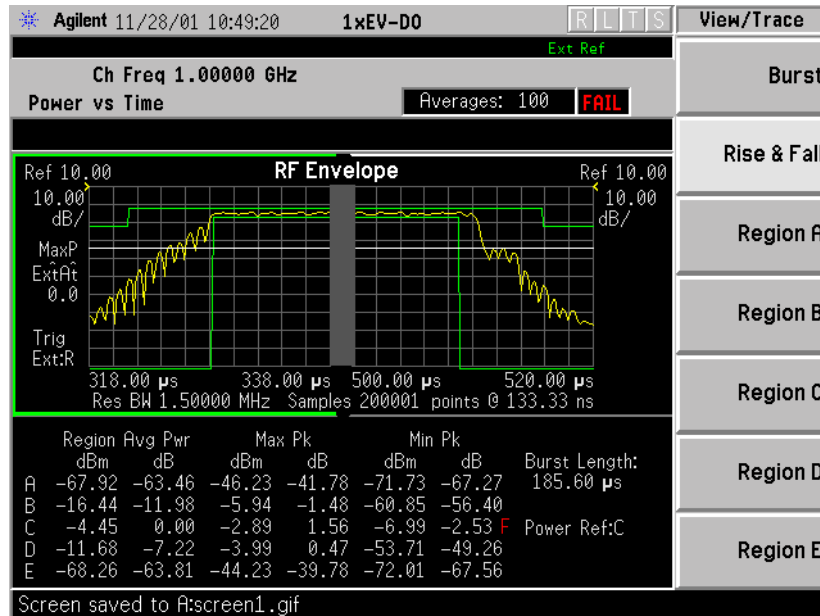 Agilent 11/28/01 10:49:20 1xEV-DO R L T S View/Trace
Ext Ref
Ch Freq 1.00000 GHz
Power vs Time Averages: 100 FAIL
Burst
Rise & Fall
Region A
Region B
Region C
Region D
Region E
RF Envelope
Ref 10.00 Ref 10.00
10.00 10.00
dB/ dB/
MaxP
ExtAt
0.0
Trig
Ext:R
318.00 µs 338.00 µs 500.00 µs 520.00 µs
Res BW 1.50000 MHz Samples 200001 points @ 133.33 ns
Region Avg Pwr Max Pk Min Pk
dBm dB dBm dB dBm dB Burst Length:
A -67.92 -63.46 -46.23 -41.78 -71.73 -67.27 185.60 µs
B -16.44 -11.98 -5.94 -1.48 -60.85 -56.40
C -4.45 0.00 -2.89 1.56 -6.99 -2.53 F Power Ref:C
D -11.68 -7.22 -3.99 0.47 -53.71 -49.26
E -68.26 -63.81 -44.23 -39.78 -72.01 -67.56
Screen saved to A:screen1.gif